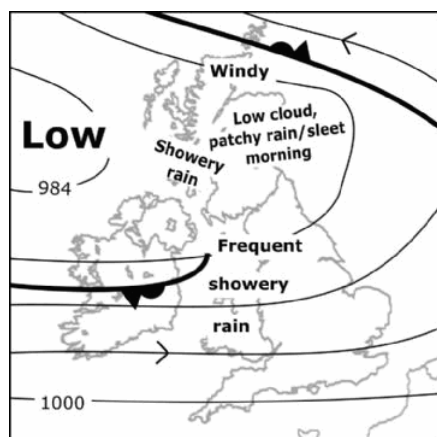 Windy
Low cloud,
patchy rain/sleet
morning
Low
Showery
rain
984
Frequent
showery
rain
1000